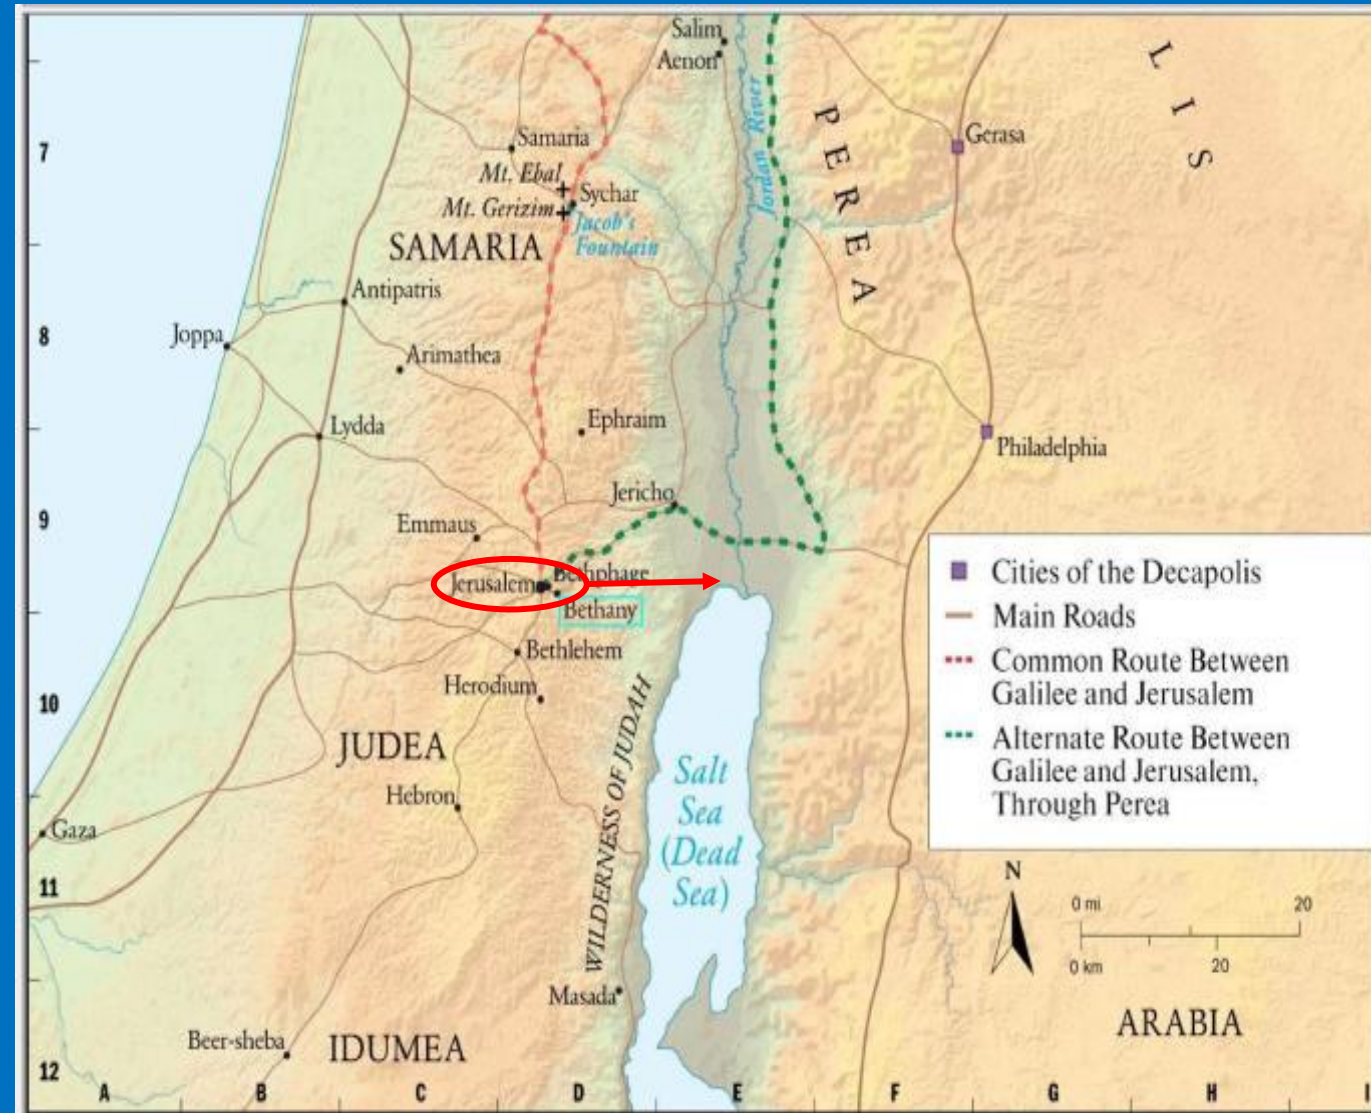 Salim
Aenon
L
I
S
P
E
R
E
A
Jordan River
Gerasa
7
Samaria
Mt. Ebal
Sychar
Mt. Gerizim
Jacob's
Fountain
SAMARIA
Antipatris
8
Joppa
Arimathea
Lydda
Ephraim
Philadelphia
Jericho
9
Emmaus
Jerusalem
Bethphage
Bethany
Bethlehem
Herodium
10
JUDEA
WILDERNESS OF JUDAH
Salt
Sea
(Dead
Sea)
Hebron
Gaza
11
Masada
Beer-sheba
IDUMEA
12
Cities of the Decapolis
Main Roads
Common Route Between
Galilee and Jerusalem
Alternate Route Between
Galilee and Jerusalem,
Through Perea
N
0 mi 20
0 km 20
ARABIA
A B C D E F G H